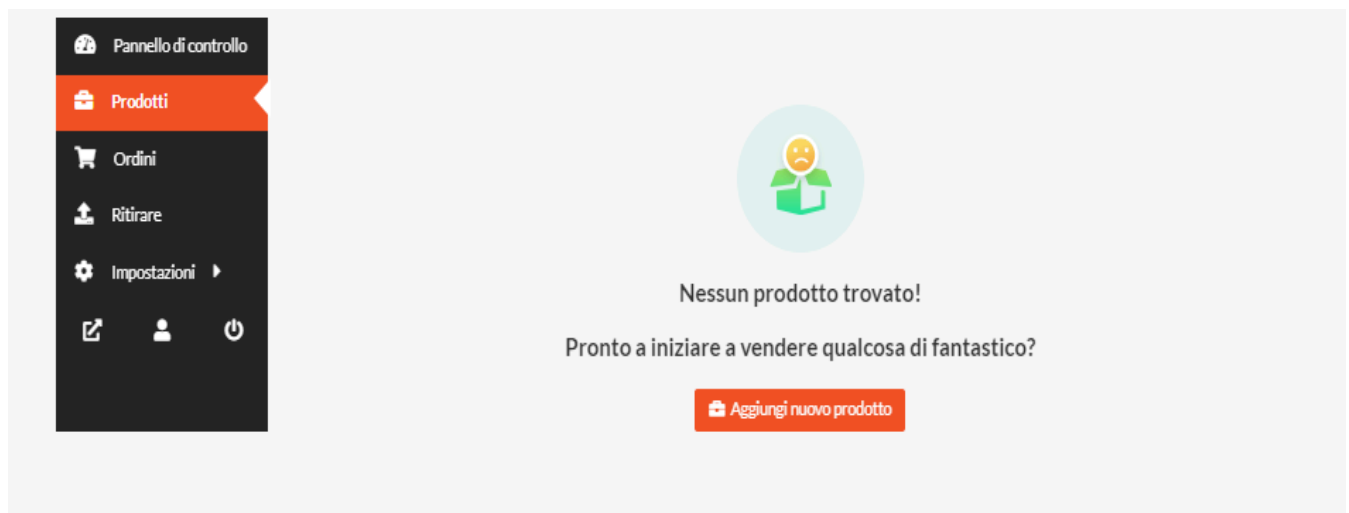 Pannello di controllo
Prodotti
Ordini
Ritirare
Impostazioni
Nessun prodotto trovato!
Pronto a iniziare a vendere qualcosa di fantastico?
Aggiungi nuovo prodotto